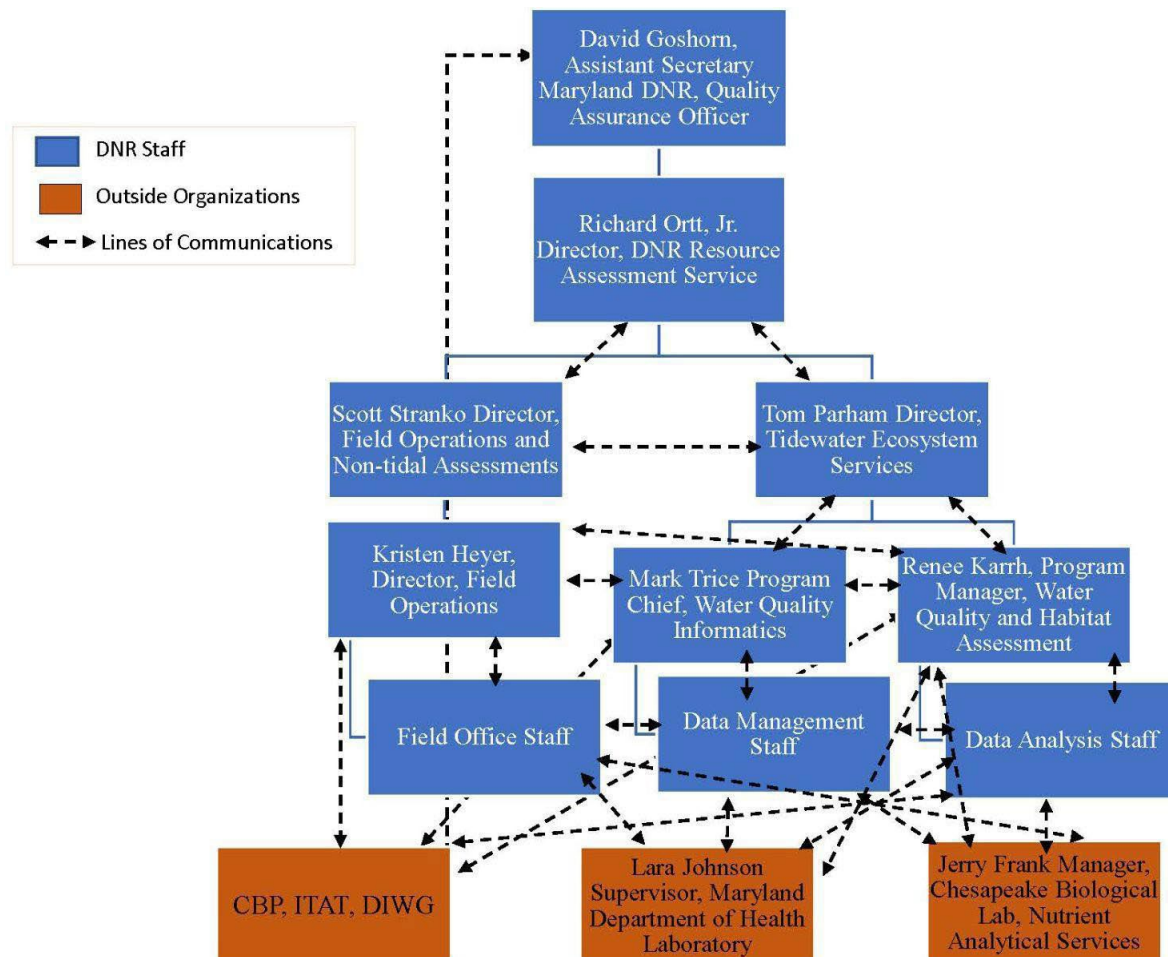 David Goshorn,
Assistant Secretary
Maryland DNR, Quality
Assurance Officer
DNR Staff
Outside Organizations
Lines of Communications
Richard Ortt, Jr.
Director, DNR Resource
Assessment Service
Scott Stranko Director,
Field Operations and
Non-tidal Assessments
Tom Parham Director,
Tidewater Ecosystem
Services
Kristen Heyer,
Director, Field
Operations
Mark Trice Program
Chief, Water Quality
Informatics
Renee Karrh, Program
Manager, Water
Quality and Habitat
Assessment
Field Office Staff
Data Management
Staff
Data Analysis Staff
CBP, ITAT, DIWG
Lara Johnson
Supervisor, Maryland
Department of Health
Laboratory
Jerry Frank Manager,
Chesapeake Biological
Lab, Nutrient
Analytical Services